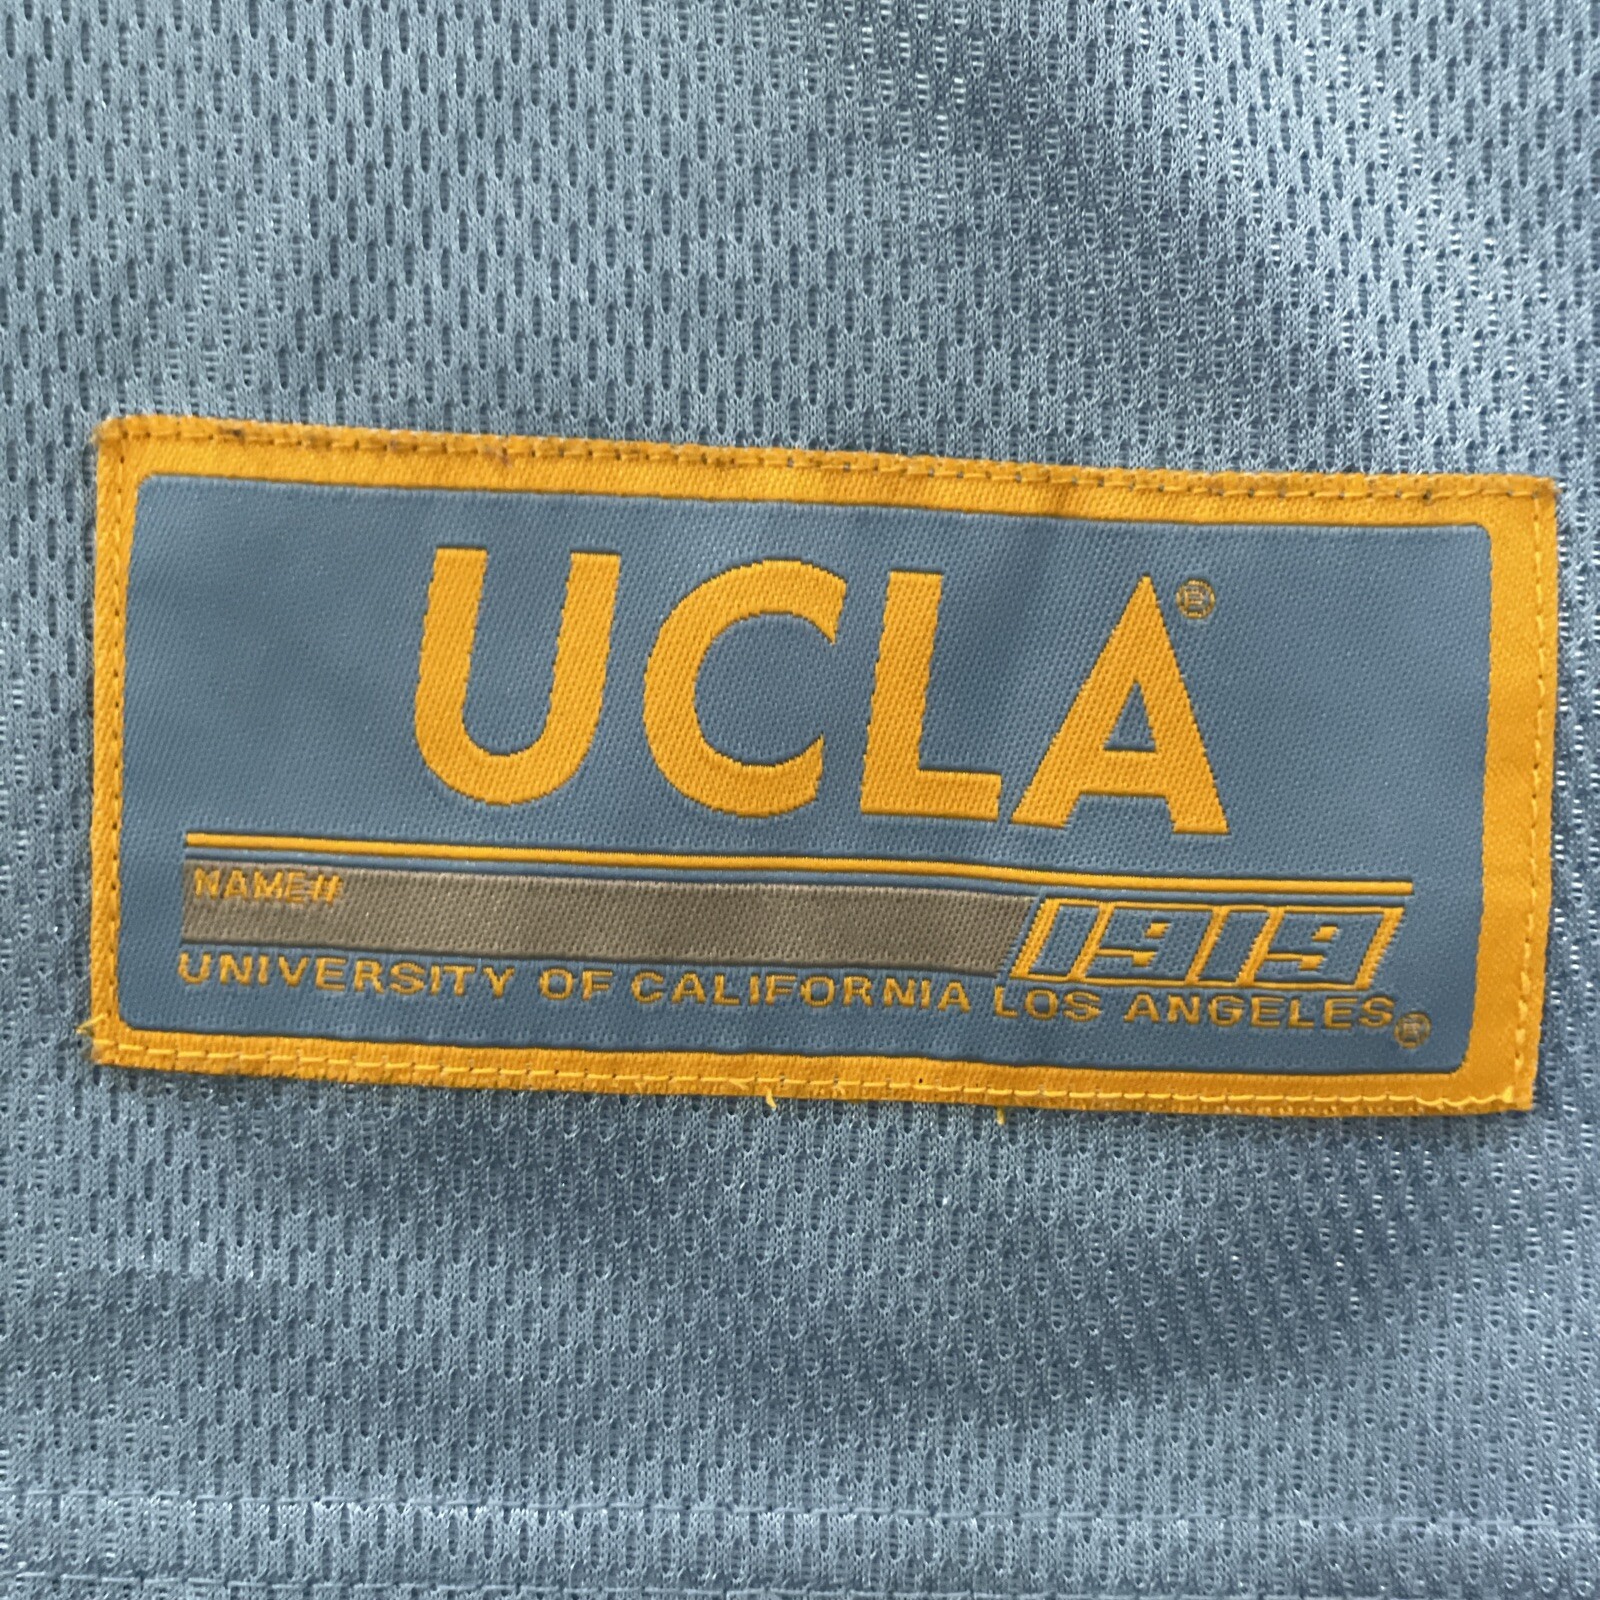 UCLA®
NAME#
1919
UNIVERSITY OF CALIFORNIA LOS ANGELES®